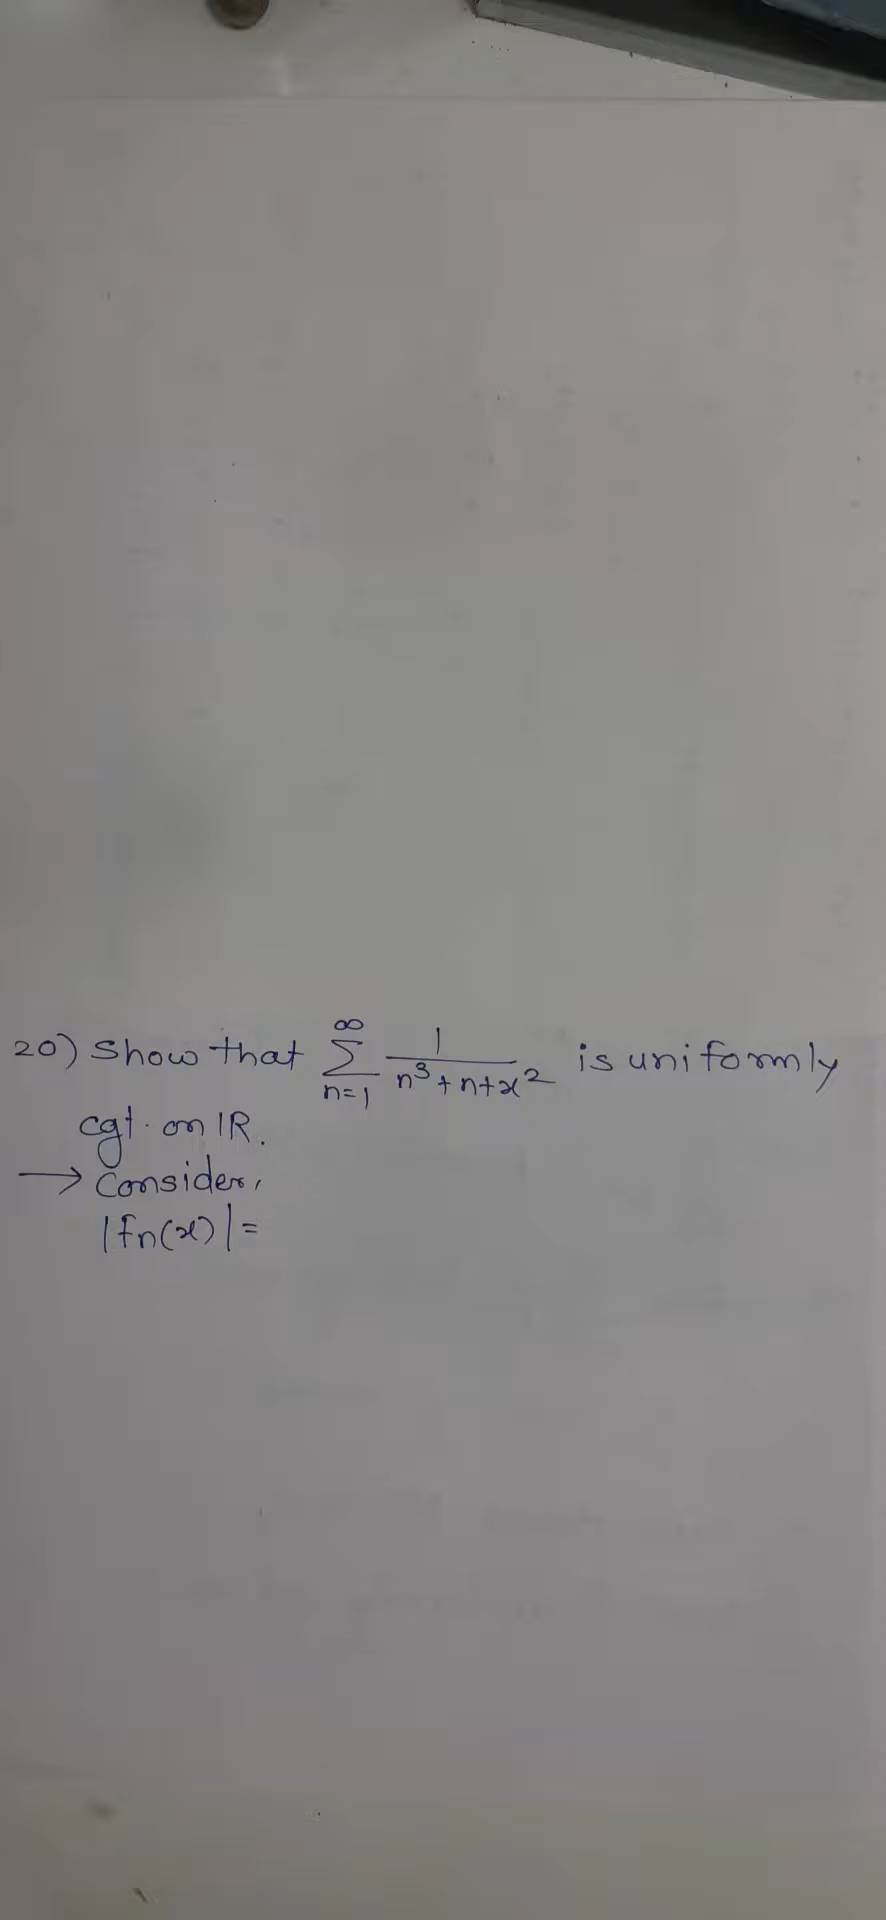 20) Show that ∞∑n=1 1/(n³+n+x²) is uniformly
cgt. on IR.
→ Consider,
|fn(x)|=